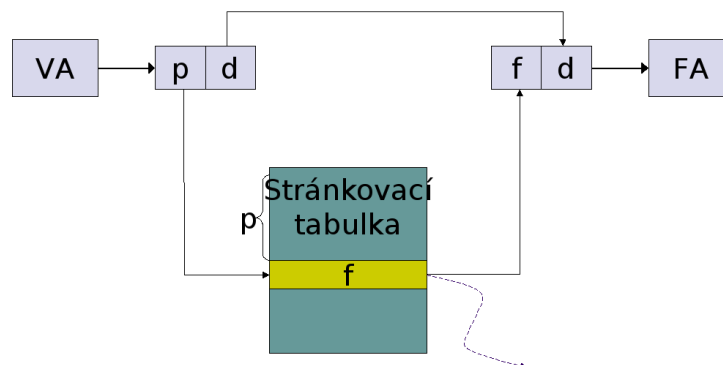 VA
p d
f d
FA
Stránkovací
tabulka
p
f